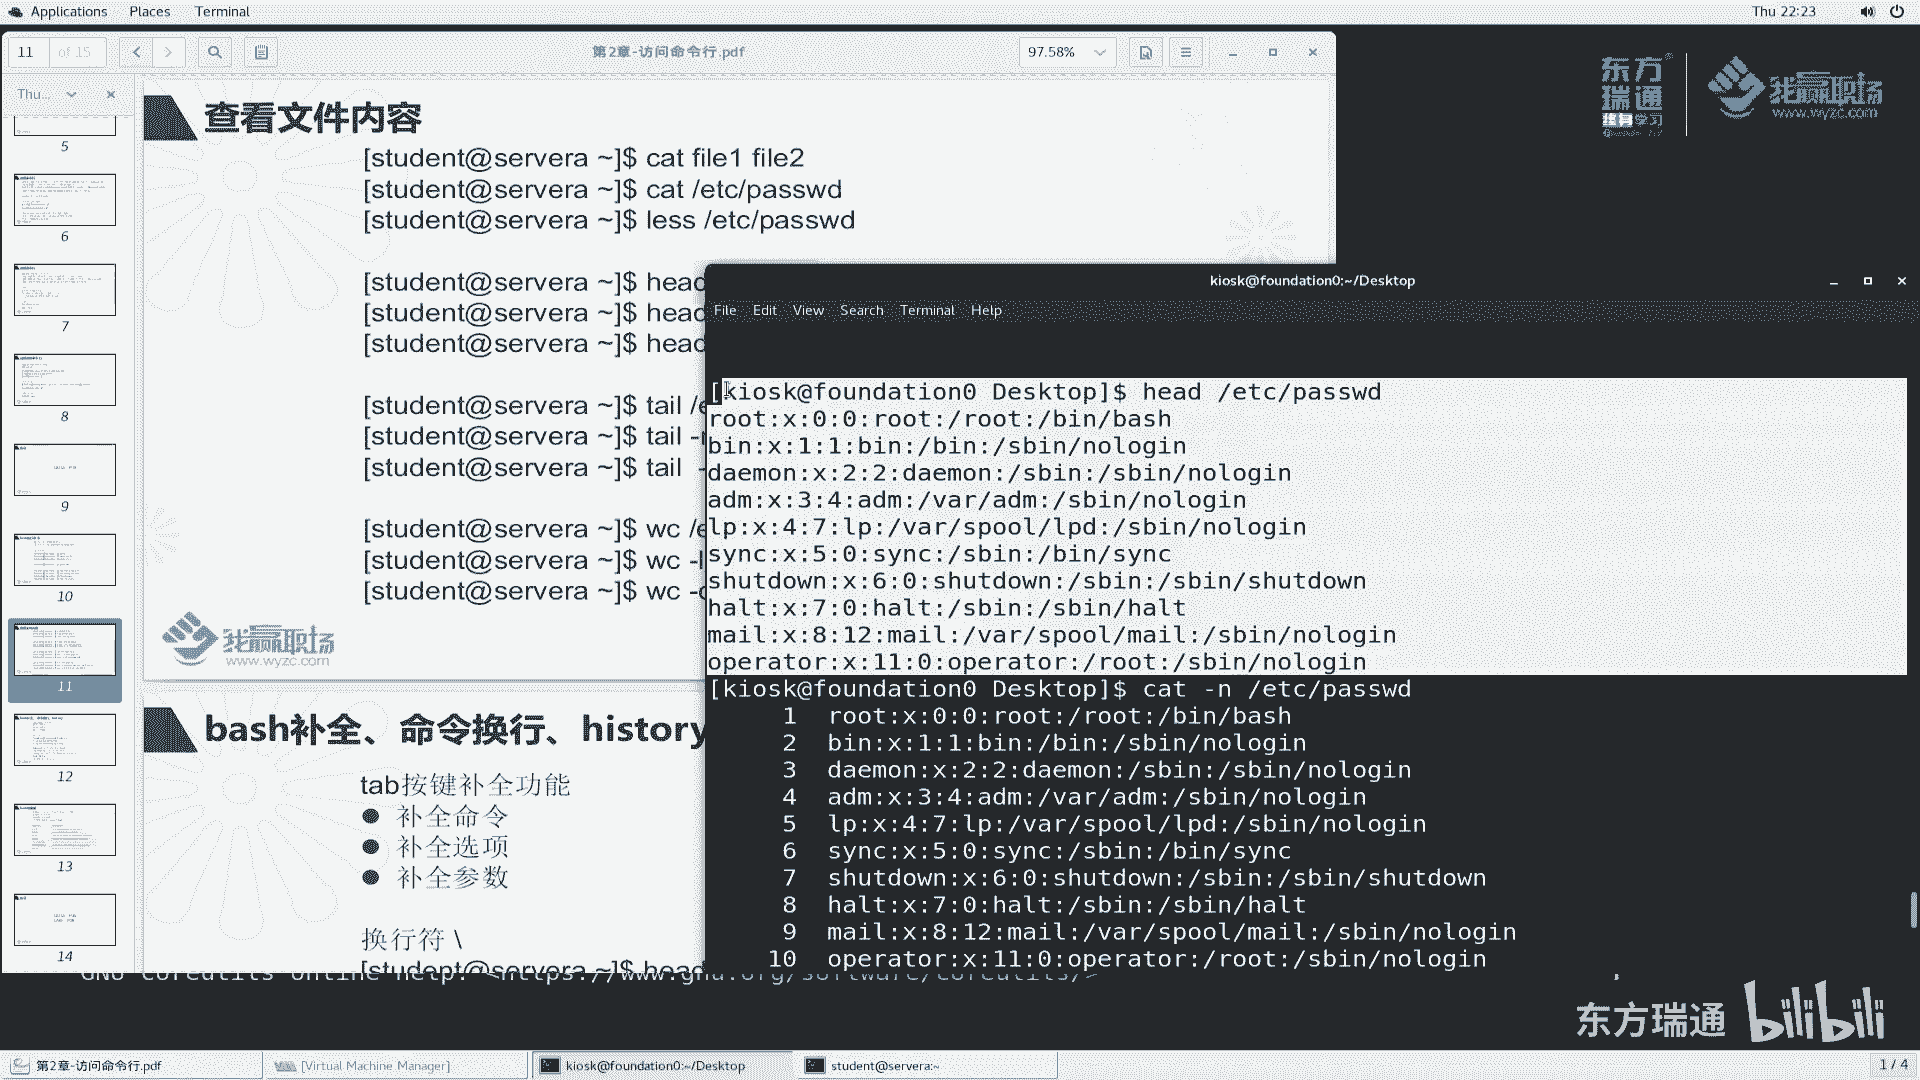 Applications Places Terminal Thu 22:23
11 of 15 第2章-访问命令行.pdf 97.58%
Thu...
5
6
7
8
9
10
11
12
13
14
查看文件内容
[student@servera ~]$ cat file1 file2
[student@servera ~]$ cat /etc/passwd
[student@servera ~]$ less /etc/passwd
[student@servera ~]$ head
[student@servera ~]$ head
[student@servera ~]$ head
[student@servera ~]$ tail /e
[student@servera ~]$ tail -n
[student@servera ~]$ tail -
[student@servera ~]$ wc /e
[student@servera ~]$ wc -l
[student@servera ~]$ wc -c
我赢职场
www.wyzc.com
bash补全、命令换行、history
tab按键补全功能
● 补全命令
● 补全选项
● 补全参数
换行符 \
[student@servera ~]$ head
kiosk@foundation0:~/Desktop
File Edit View Search Terminal Help
[kiosk@foundation0 Desktop]$ head /etc/passwd
root:x:0:0:root:/root:/bin/bash
bin:x:1:1:bin:/bin:/sbin/nologin
daemon:x:2:2:daemon:/sbin:/sbin/nologin
adm:x:3:4:adm:/var/adm:/sbin/nologin
lp:x:4:7:lp:/var/spool/lpd:/sbin/nologin
sync:x:5:0:sync:/sbin:/bin/sync
shutdown:x:6:0:shutdown:/sbin:/sbin/shutdown
halt:x:7:0:halt:/sbin:/sbin/halt
mail:x:8:12:mail:/var/spool/mail:/sbin/nologin
operator:x:11:0:operator:/root:/sbin/nologin
[kiosk@foundation0 Desktop]$ cat -n /etc/passwd
1 root:x:0:0:root:/root:/bin/bash
2 bin:x:1:1:bin:/bin:/sbin/nologin
3 daemon:x:2:2:daemon:/sbin:/sbin/nologin
4 adm:x:3:4:adm:/var/adm:/sbin/nologin
5 lp:x:4:7:lp:/var/spool/lpd:/sbin/nologin
6 sync:x:5:0:sync:/sbin:/bin/sync
7 shutdown:x:6:0:shutdown:/sbin:/sbin/shutdown
8 halt:x:7:0:halt:/sbin:/sbin/halt
9 mail:x:8:12:mail:/var/spool/mail:/sbin/nologin
10 operator:x:11:0:operator:/root:/sbin/nologin
GNU coreutils online help: <https://www.gnu.org/software/coreutils/>
东方
瑞通
终身学习
我赢职场
www.wyzc.com
东方瑞通 bilibili
第2章-访问命令行.pdf [Virtual Machine Manager] kiosk@foundation0:~/Desktop student@servera:~ 1 / 4